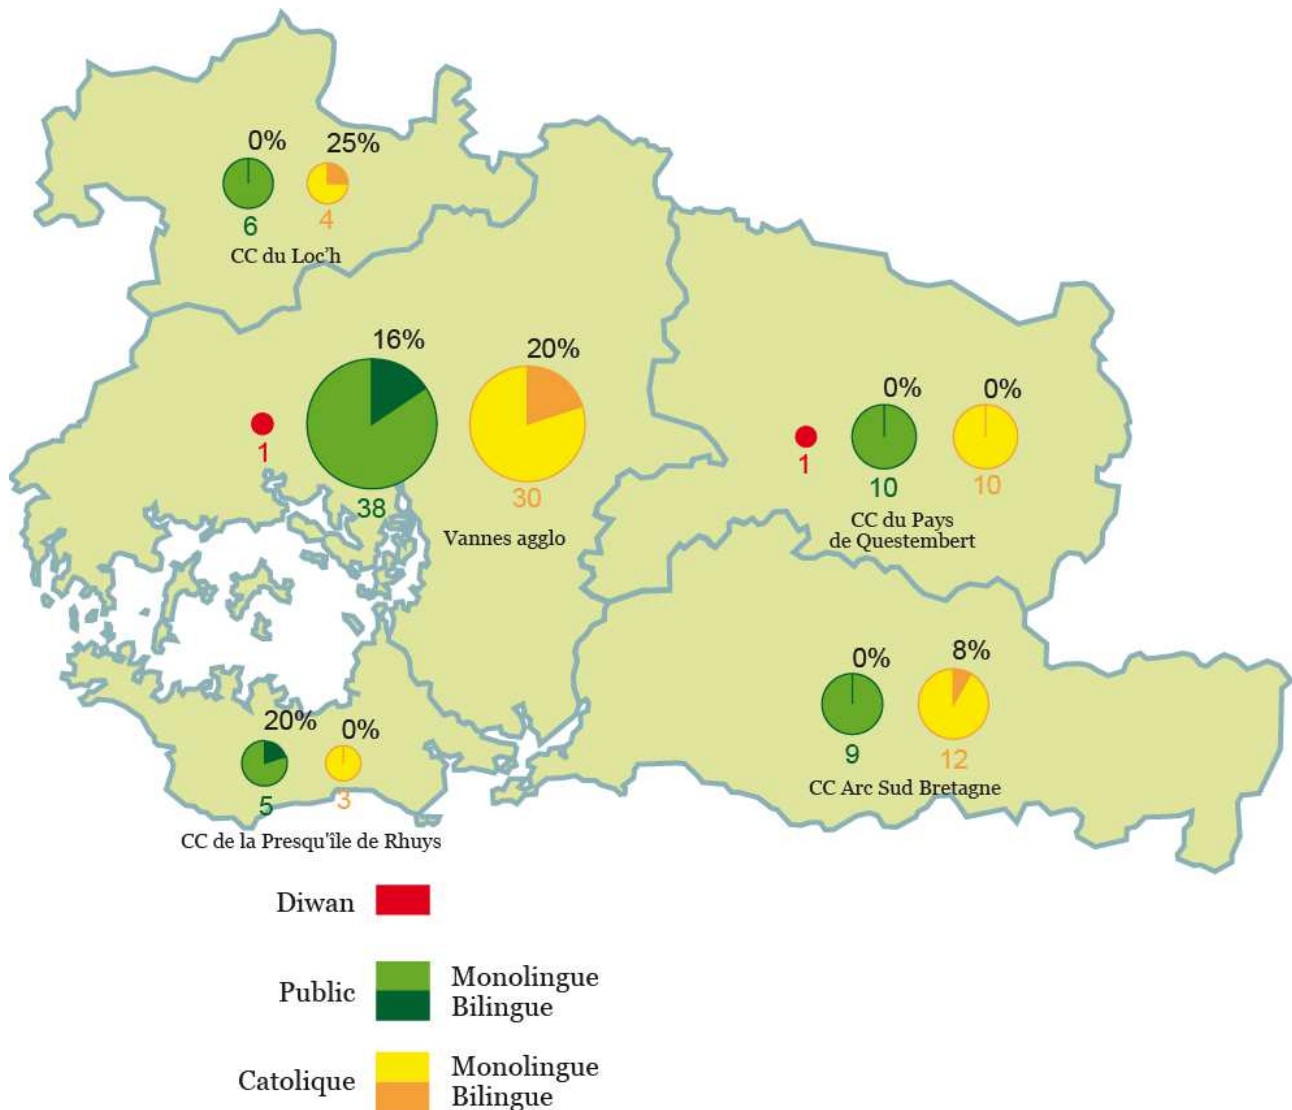 0% 25%
6 4
CC du Loc'h
16% 20%
1
38 30
Vannes agglo
0% 0%
1
10 10
CC du Pays
de Questembert
0% 8%
9 12
CC Arc Sud Bretagne
20% 0%
5 3
CC de la Presqu'île de Rhuys
Diwan
Public
Monolingue
Bilingue
Catolique
Monolingue
Bilingue